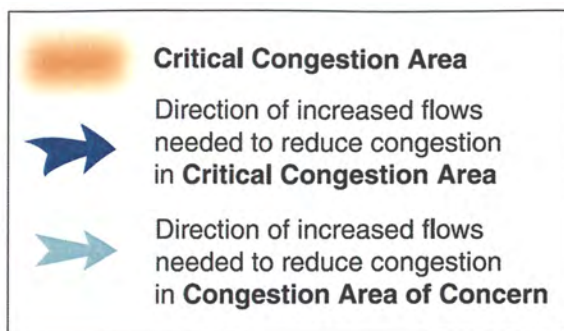 Critical Congestion Area
Direction of increased flows
needed to reduce congestion
in Critical Congestion Area
Direction of increased flows
needed to reduce congestion
in Congestion Area of Concern